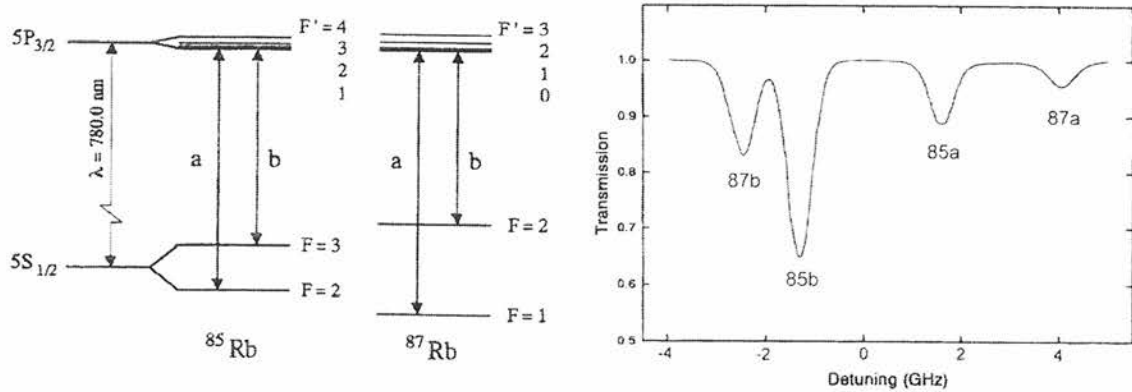 5P3/2
F' = 4
3
2
1
F' = 3
2
1
0
λ = 780.0 nm
a
b
a
b
5S 1/2
F = 3
F = 2
F = 2
F = 1
85Rb
87Rb
Transmission
1.0
0.9
0.8
0.7
0.6
0.5
87b
85b
85a
87a
-4
-2
0
2
4
Detuning (GHz)